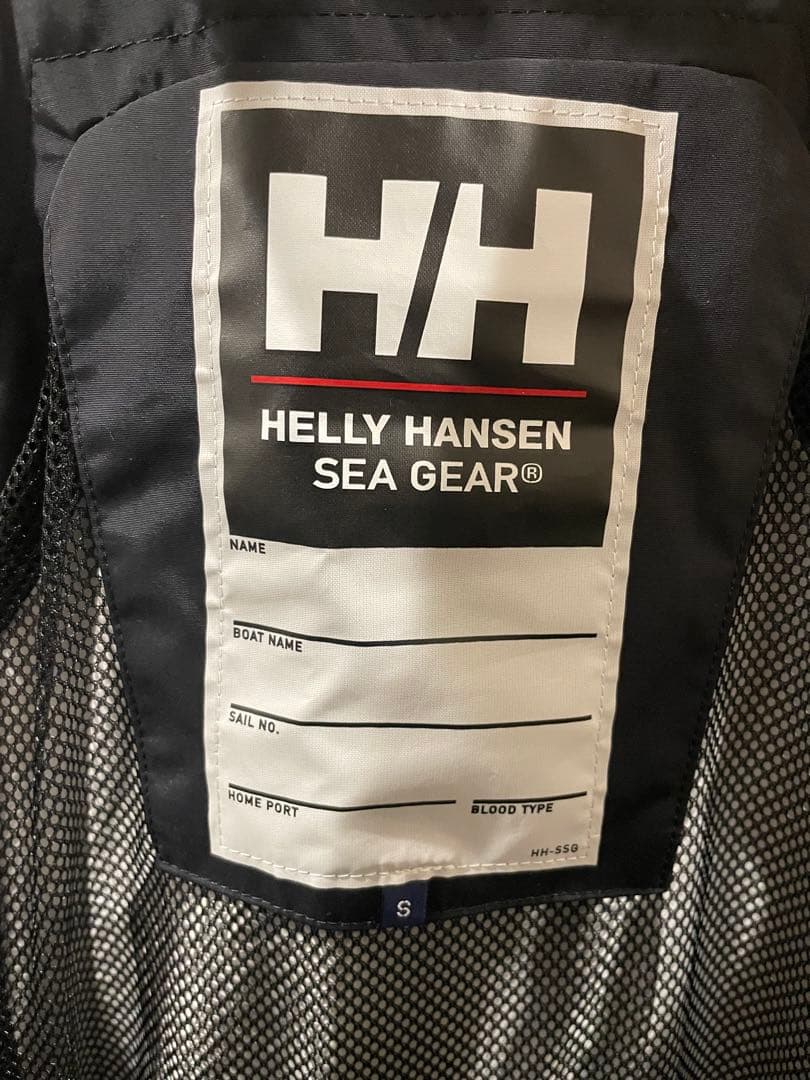 HH
HELLY HANSEN
SEA GEAR®
NAME
BOAT NAME
SAIL NO.
HOME PORT BLOOD TYPE
HH-SSG
S